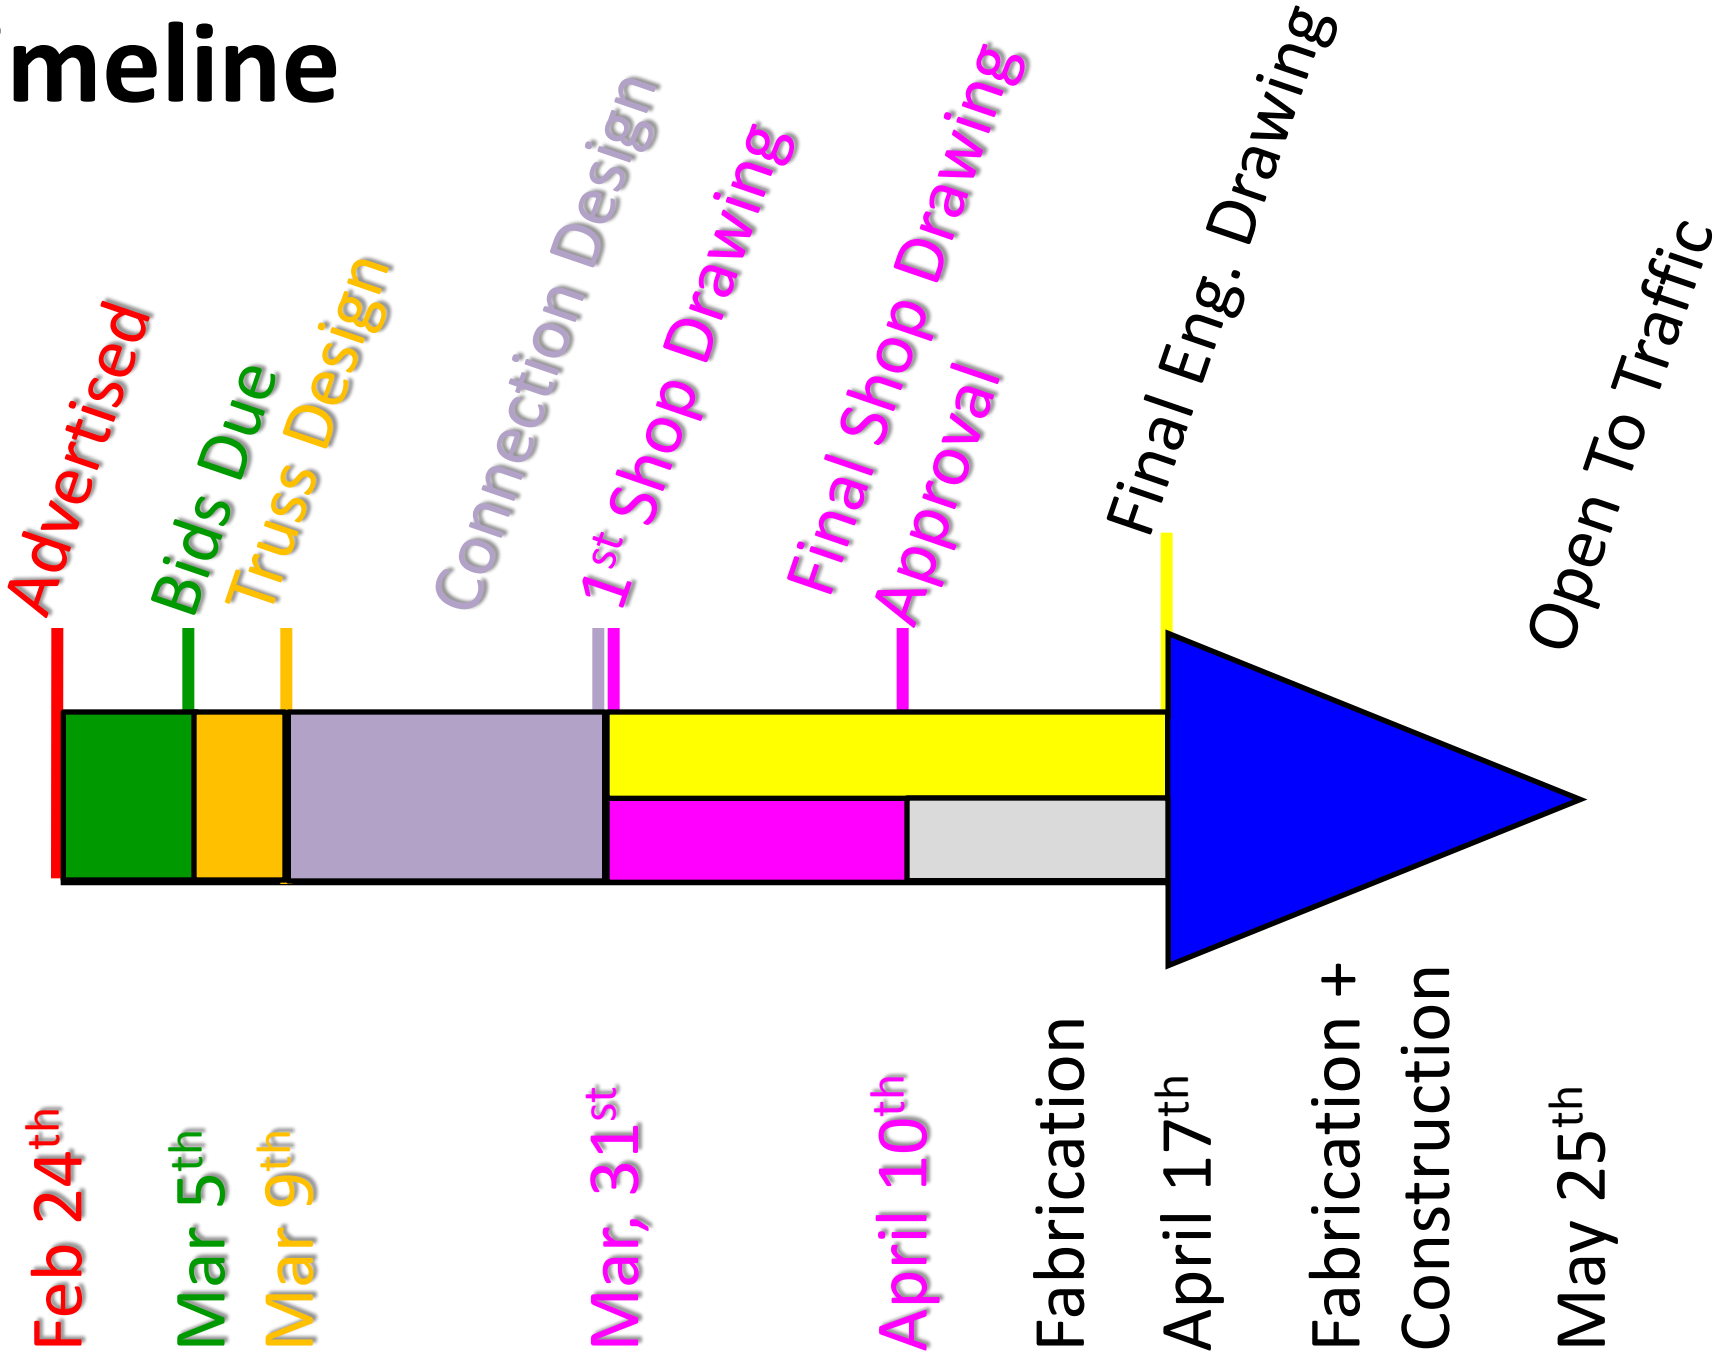 imeline
Advertised
Bids Due
Truss Design
Connection Design
1st Shop Drawing
Final Shop Drawing
Approval
Final Eng. Drawing
Open To Traffic
Feb 24th
Mar 5th
Mar 9th
Mar, 31st
April 10th
Fabrication
April 17th
Fabrication +
Construction
May 25th